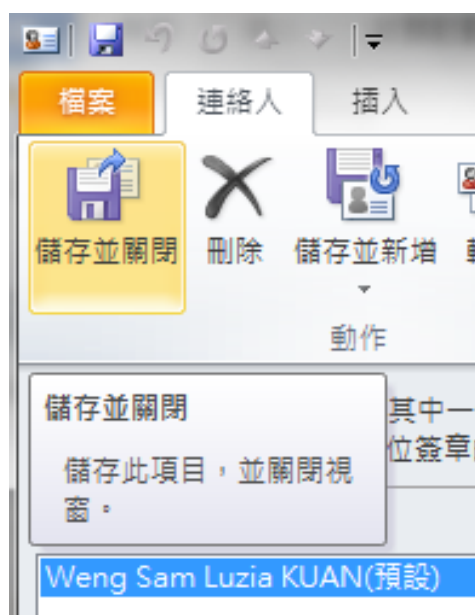 檔案 連絡人 插入
儲存並關閉 刪除 儲存並新增
動作
儲存並關閉
其中一
儲存此項目，並關閉視
位簽章
窗。
Weng Sam Luzia KUAN(預設)